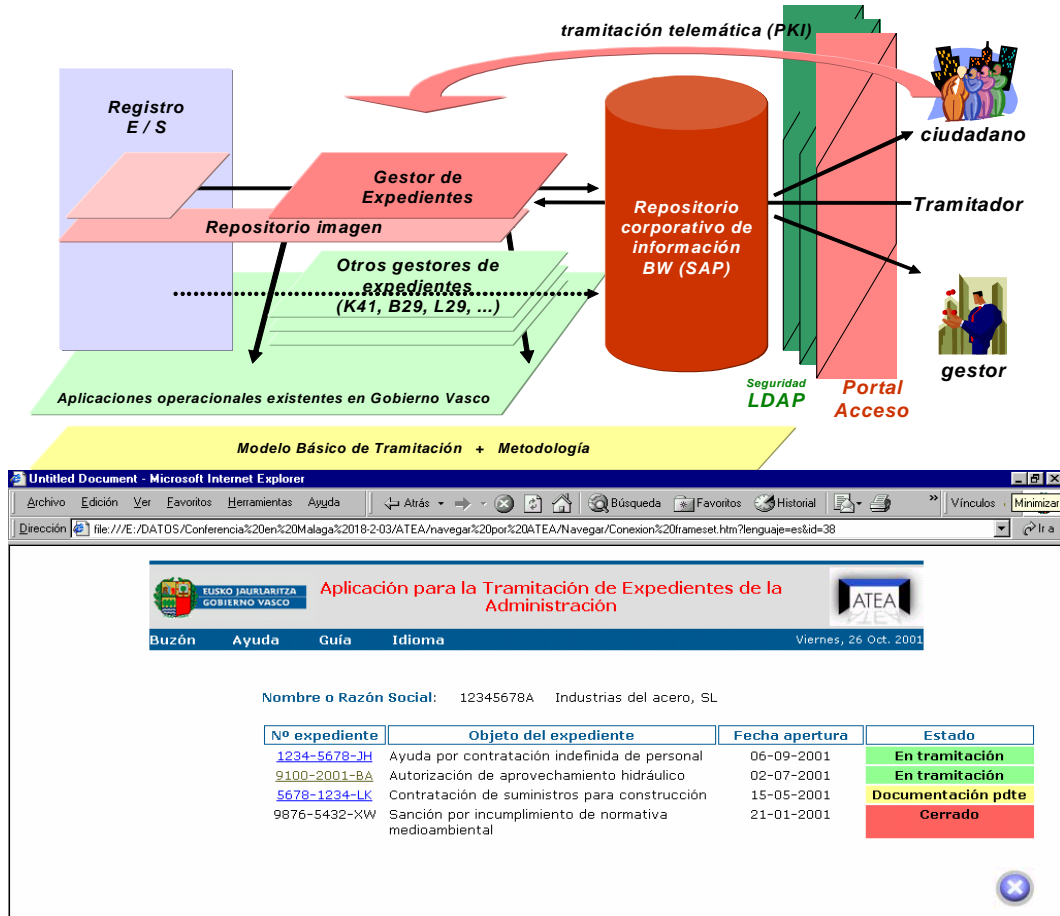 tramitación telemática (PKI)
Registro
E / S
ciudadano
Gestor de
Expedientes
Repositorio
corporativo de
información
BW (SAP)
Tramitador
Repositorio imagen
Otros gestores de
expedientes
(K41, B29, L29, ...)
gestor
Seguridad
LDAP
Portal
Acceso
Aplicaciones operacionales existentes en Gobierno Vasco
Modelo Básico de Tramitación + Metodología
Untitled Document - Microsoft Internet Explorer
Archivo Edición Ver Favoritos Herramientas Ayuda Atrás Búsqueda Favoritos Historial » Vínculos Minimizar
Dirección file:///E:/DATOS/Conferencia%20en%20Malaga%2018-2-03/ATEA/navegar%20por%20ATEA/Navegar/Conexion%20frameset.htm?lenguaje=es&id=38 Ir a
EUSKO JAURLARITZA
GOBIERNO VASCO
Aplicación para la Tramitación de Expedientes de la
Administración
ATEA
Buzón Ayuda Guía Idioma Viernes, 26 Oct. 2001
Nombre o Razón Social: 12345678A Industrias del acero, SL
Nº expediente Objeto del expediente Fecha apertura Estado
1234-5678-JH Ayuda por contratación indefinida de personal 06-09-2001 En tramitación
9100-2001-BA Autorización de aprovechamiento hidráulico 02-07-2001 En tramitación
5678-1234-LK Contratación de suministros para construcción 15-05-2001 Documentación pdte
9876-5432-XW Sanción por incumplimiento de normativa 21-01-2001 Cerrado
medioambiental